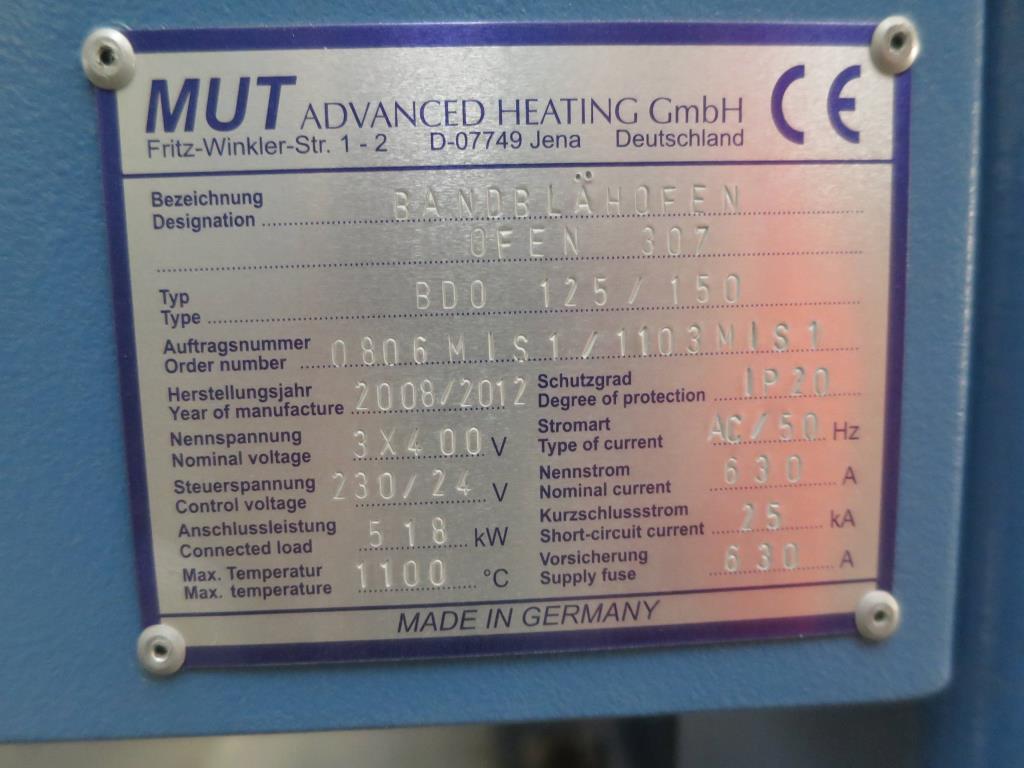 MUT ADVANCED HEATING GmbH CE
Fritz-Winkler-Str. 1 - 2 D-07749 Jena Deutschland
Bezeichnung
Designation BANDBLÄHOFEN
OFEN 307
Typ
Type BDO 125/150
Auftragsnummer
Order number 0806MIS1/1103MIS1
Herstellungsjahr
Year of manufacture 2008/2012
Schutzgrad
Degree of protection IP20
Nennspannung
Nominal voltage 3X400 V
Stromart
Type of current AC/50 Hz
Steuerspannung
Control voltage 230/24 V
Nennstrom
Nominal current 630 A
Anschlussleistung
Connected load 518 kW
Kurzschlussstrom
Short-circuit current 25 kA
Max. Temperatur
Max. temperature 1100 °C
Vorsicherung
Supply fuse 630 A
MADE IN GERMANY